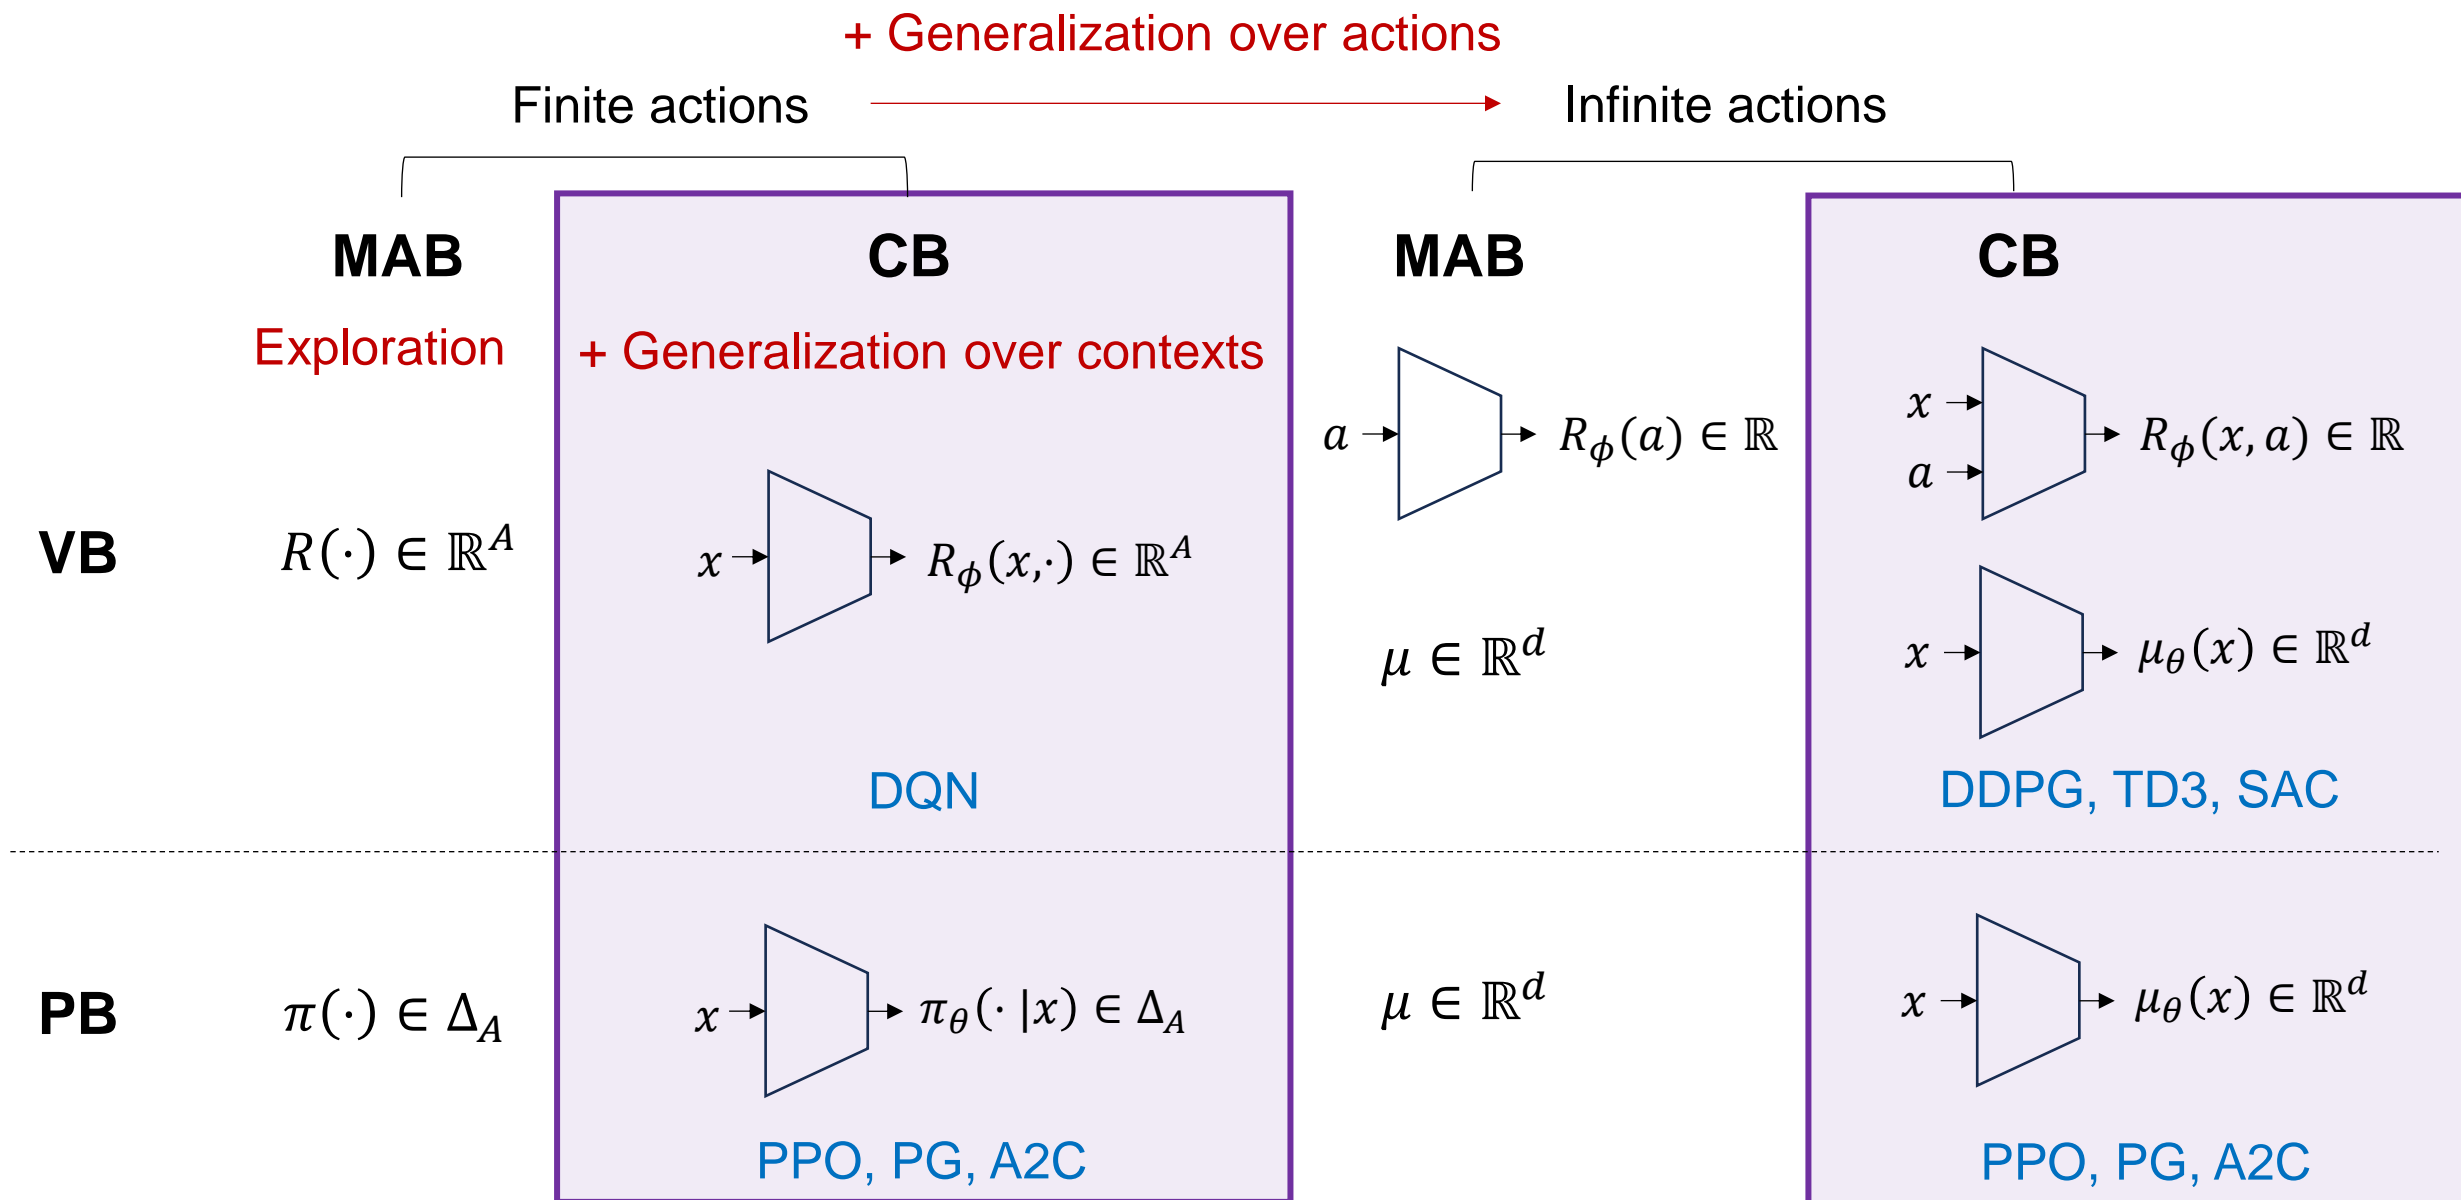 + Generalization over actions
Finite actions
Infinite actions
MAB
CB
MAB
CB
Exploration
+ Generalization over contexts
a
R_ϕ(a) ∈ ℝ
x
a
R_ϕ(x, a) ∈ ℝ
VB
R(·) ∈ ℝ^A
x
R_ϕ(x,·) ∈ ℝ^A
μ ∈ ℝ^d
x
μ_θ(x) ∈ ℝ^d
DQN
DDPG, TD3, SAC
PB
π(·) ∈ Δ_A
x
π_θ(· |x) ∈ Δ_A
μ ∈ ℝ^d
x
μ_θ(x) ∈ ℝ^d
PPO, PG, A2C
PPO, PG, A2C